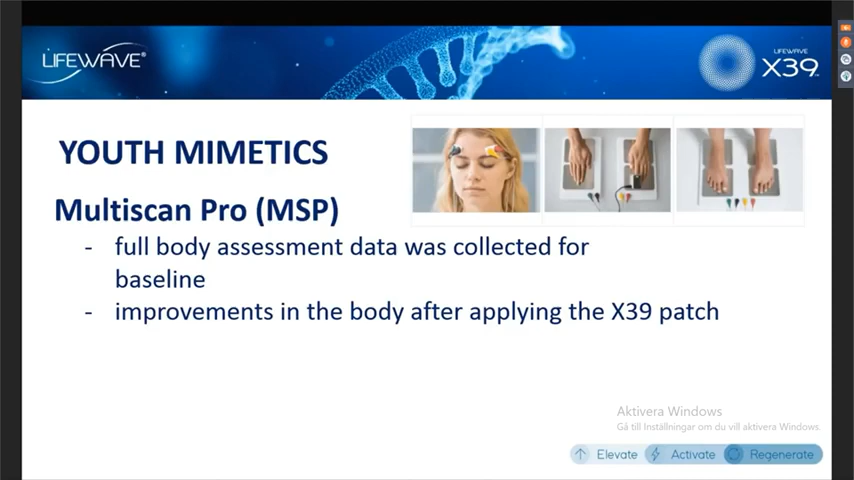 LIFEWAVE®
LIFEWAVE
X39
YOUTH MIMETICS
Multiscan Pro (MSP)
- full body assessment data was collected for
baseline
- improvements in the body after applying the X39 patch
Aktivera Windows
Gå till Inställningar om du vill aktivera Windows.
Elevate Activate Regenerate